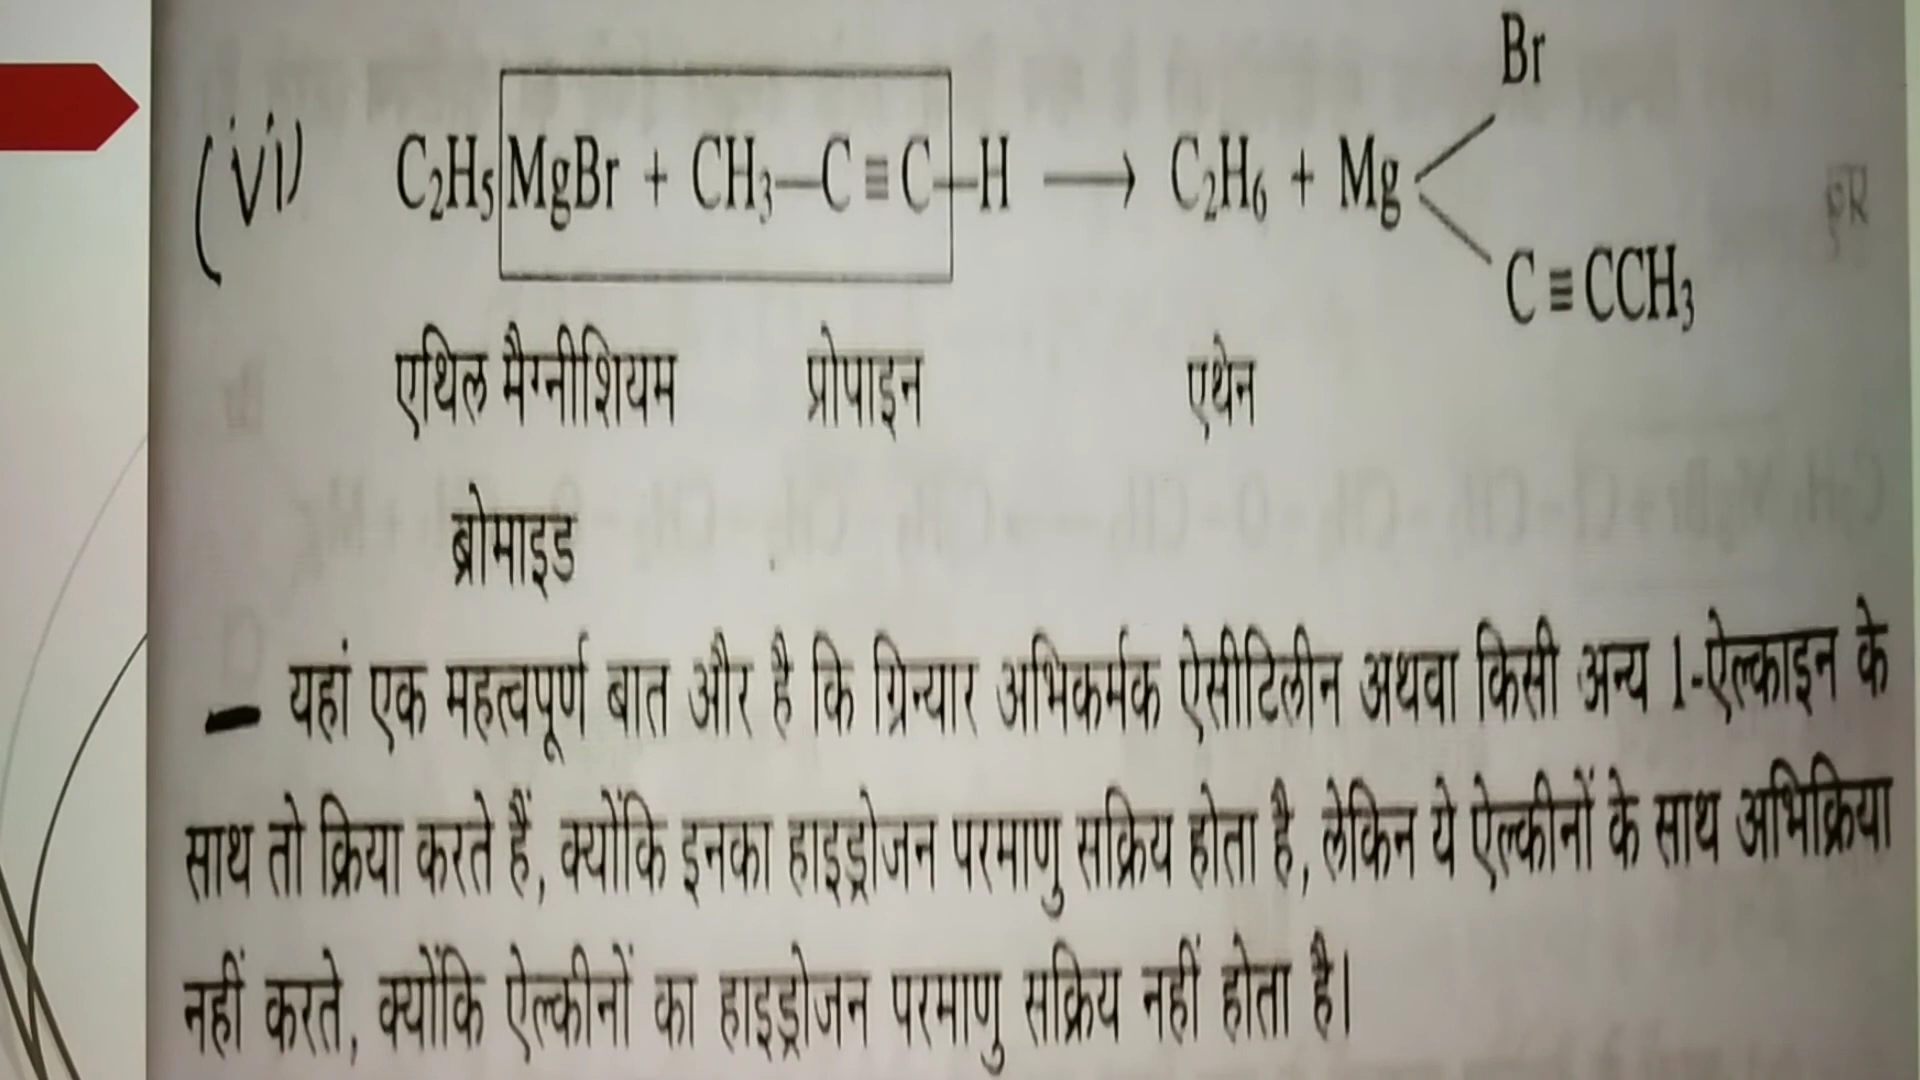 Br
(vi) C₂H₅MgBr + CH₃—C≡C—H ⟶ C₂H₆ + Mg
C≡CCH₃
एथिल मैग्नीशियम प्रोपाइन एथेन
ब्रोमाइड
— यहां एक महत्वपूर्ण बात और है कि ग्रिन्यार अभिकर्मक ऐसीटिलीन अथवा किसी अन्य 1-ऐल्काइन के
साथ तो क्रिया करते हैं, क्योंकि इनका हाइड्रोजन परमाणु सक्रिय होता है, लेकिन ये ऐल्कीनों के साथ अभिक्रिया
नहीं करते, क्योंकि ऐल्कीनों का हाइड्रोजन परमाणु सक्रिय नहीं होता है।